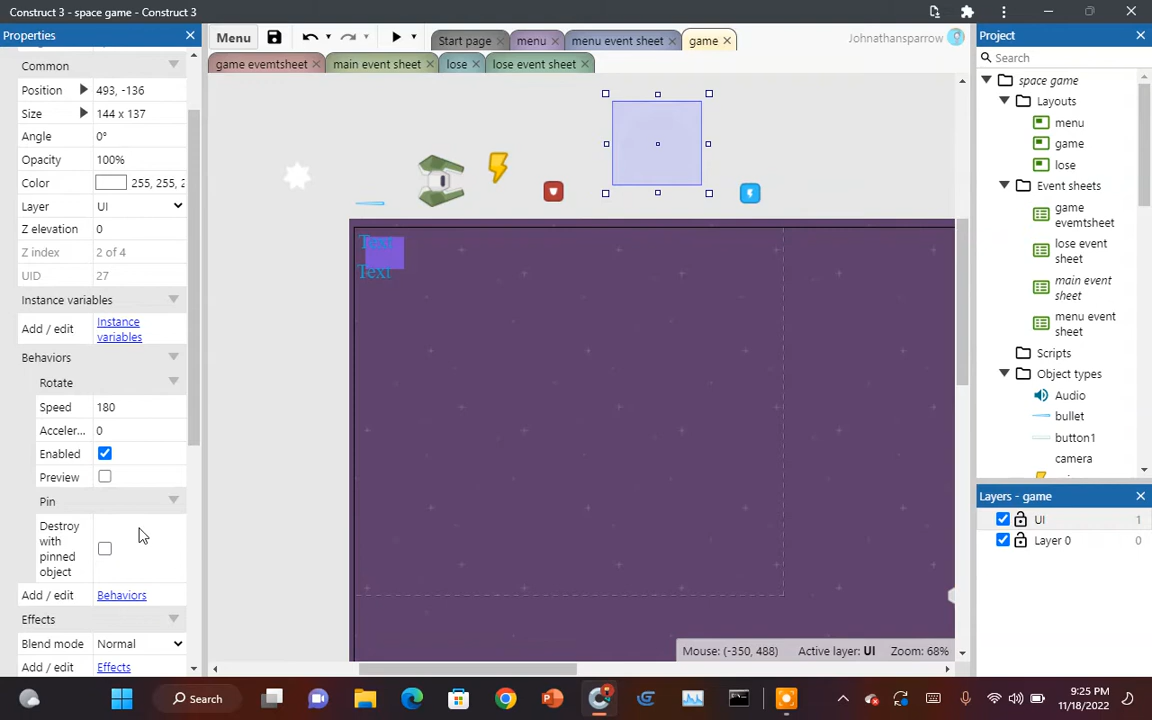 Construct 3 - space game - Construct 3
Properties
Menu
Start page
menu
menu event sheet
game
Johnathansparrow
game evemtsheet
main event sheet
lose
lose event sheet
Common
Position 493, -136
Size 144 x 137
Angle 0°
Opacity 100%
Color 255, 255, 2
Layer UI
Z elevation 0
Z index 2 of 4
UID 27
Instance variables
Add / edit Instance variables
Behaviors
Rotate
Speed 180
Acceler... 0
Enabled
Preview
Pin
Destroy
with
pinned
object
Add / edit Behaviors
Effects
Blend mode Normal
Add / edit Effects
Text
Text
Mouse: (-350, 488) Active layer: UI Zoom: 68%
Project
Search
space game
Layouts
menu
game
lose
Event sheets
game
evemtsheet
lose event
sheet
main event
sheet
menu event
sheet
Scripts
Object types
Audio
bullet
button1
camera
Layers - game
UI 1
Layer 0 0
Search
9:25 PM
11/18/2022